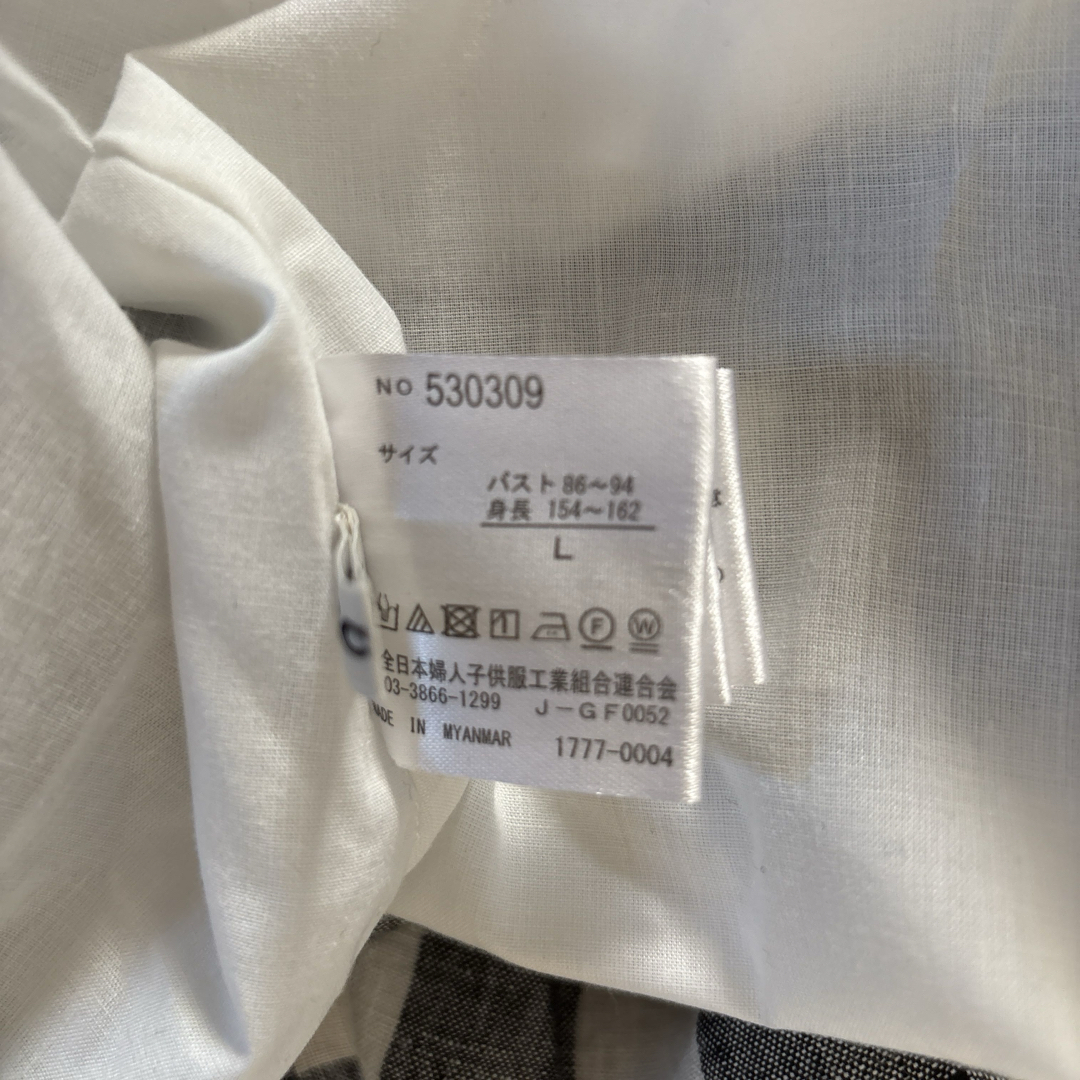 NO 530309
サイズ
バスト 86～94
身長 154～162
L
F W
全日本婦人子供服工業組合連合会
03-3866-1299 J-GF0052
MADE IN MYANMAR 1777-0004